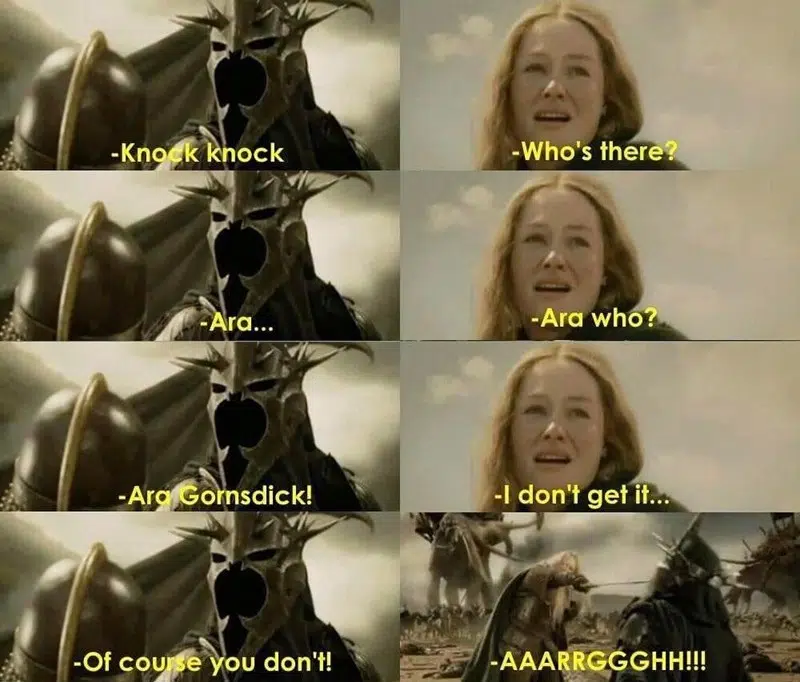 -Knock knock
-Who's there?
-Ara...
-Ara who?
-Ara Gornsdick!
-I don't get it...
-Of course you don't!
-AAARRGGGHH!!!